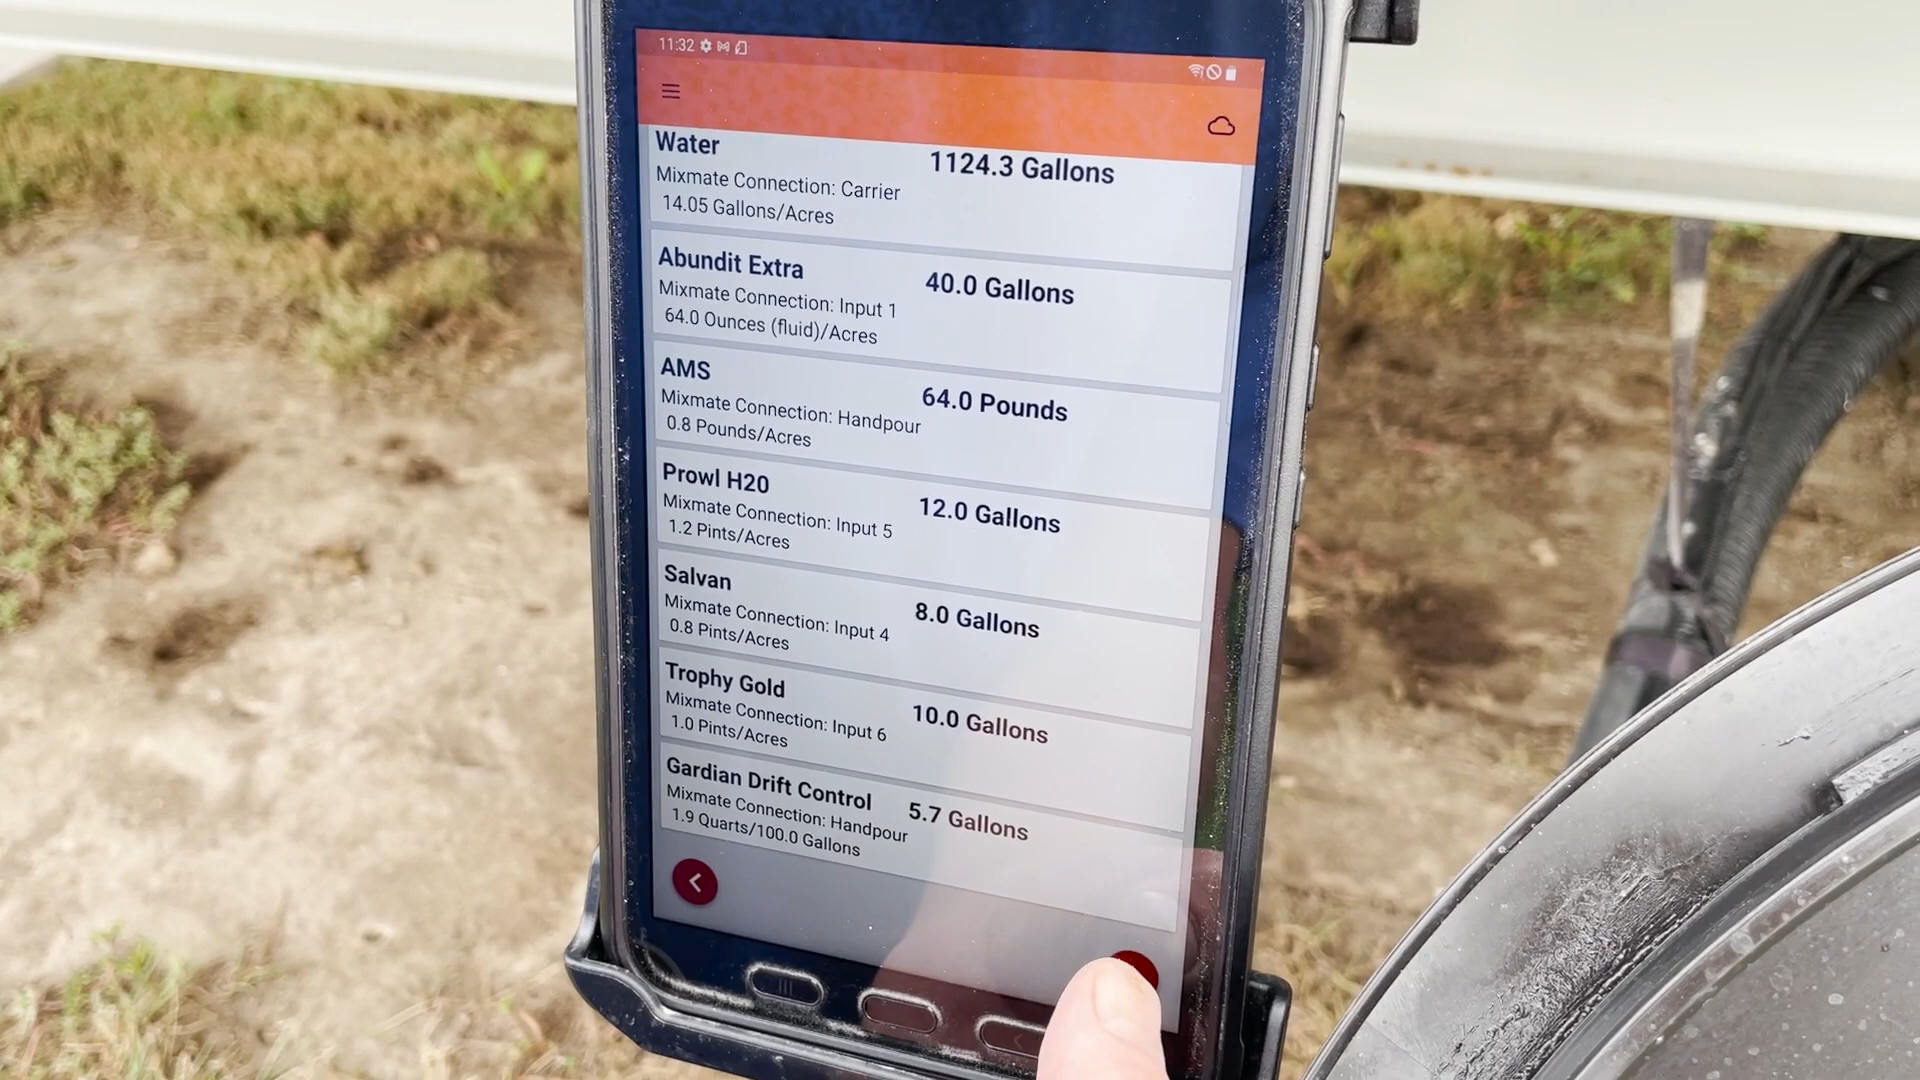 11:32
Water
1124.3 Gallons
Mixmate Connection: Carrier
14.05 Gallons/Acres
Abundit Extra
40.0 Gallons
Mixmate Connection: Input 1
64.0 Ounces (fluid)/Acres
AMS
64.0 Pounds
Mixmate Connection: Handpour
0.8 Pounds/Acres
Prowl H20
12.0 Gallons
Mixmate Connection: Input 5
1.2 Pints/Acres
Salvan
8.0 Gallons
Mixmate Connection: Input 4
0.8 Pints/Acres
Trophy Gold
10.0 Gallons
Mixmate Connection: Input 6
1.0 Pints/Acres
Gardian Drift Control
5.7 Gallons
Mixmate Connection: Handpour
1.9 Quarts/100.0 Gallons